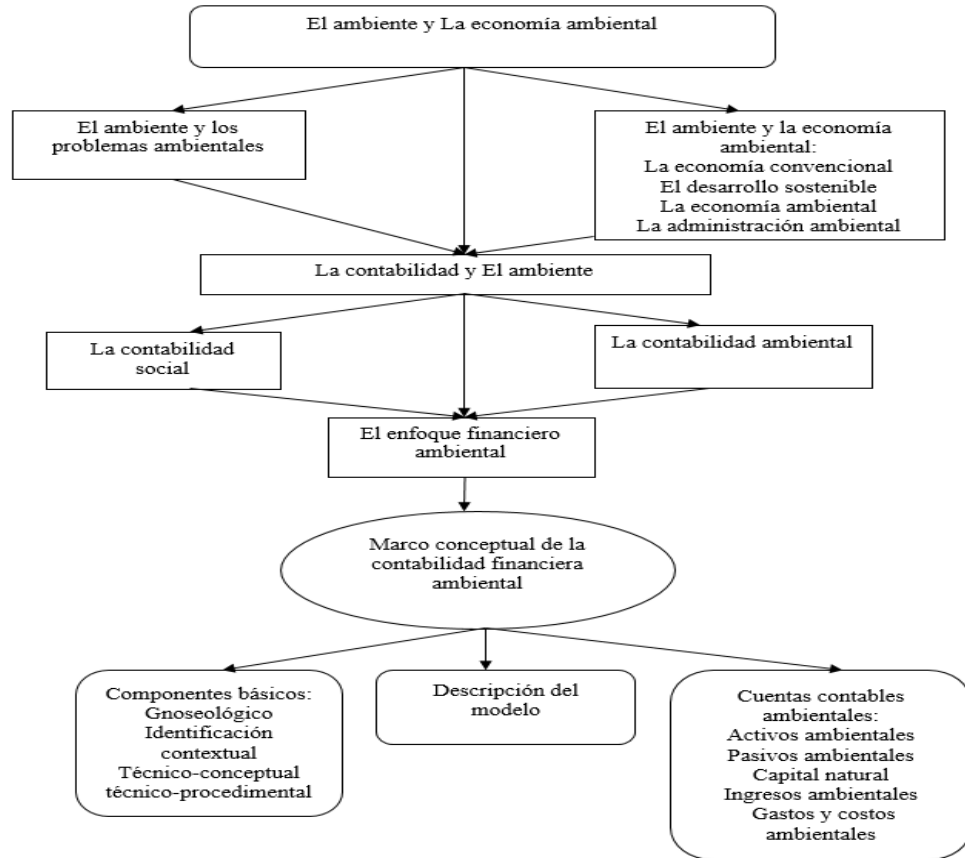 El ambiente y La economía ambiental
El ambiente y los
problemas ambientales
El ambiente y la economía
ambiental:
La economía convencional
El desarrollo sostenible
La economía ambiental
La administración ambiental
La contabilidad y El ambiente
La contabilidad
social
La contabilidad ambiental
El enfoque financiero
ambiental
Marco conceptual de la
contabilidad financiera
ambiental
Componentes básicos:
Gnoseológico
Identificación
contextual
Técnico-conceptual
técnico-procedimental
Descripción del
modelo
Cuentas contables
ambientales:
Activos ambientales
Pasivos ambientales
Capital natural
Ingresos ambientales
Gastos y costos
ambientales